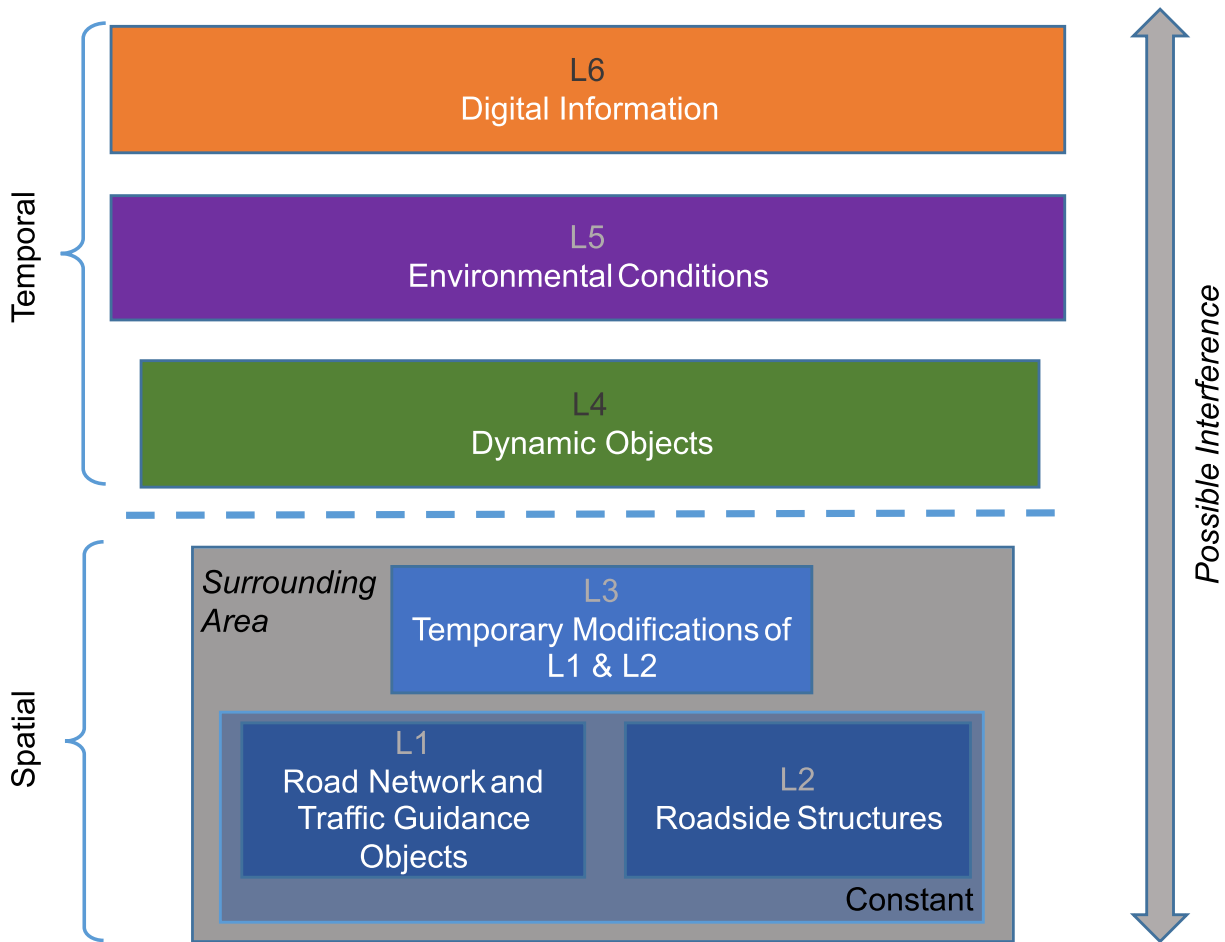 L6
Digital Information
L5
Environmental Conditions
L4
Dynamic Objects
Temporal
Possible Interference
Surrounding
Area
L3
Temporary Modifications of
L1 & L2
L1
Road Network and
Traffic Guidance
Objects
L2
Roadside Structures
Constant
Spatial